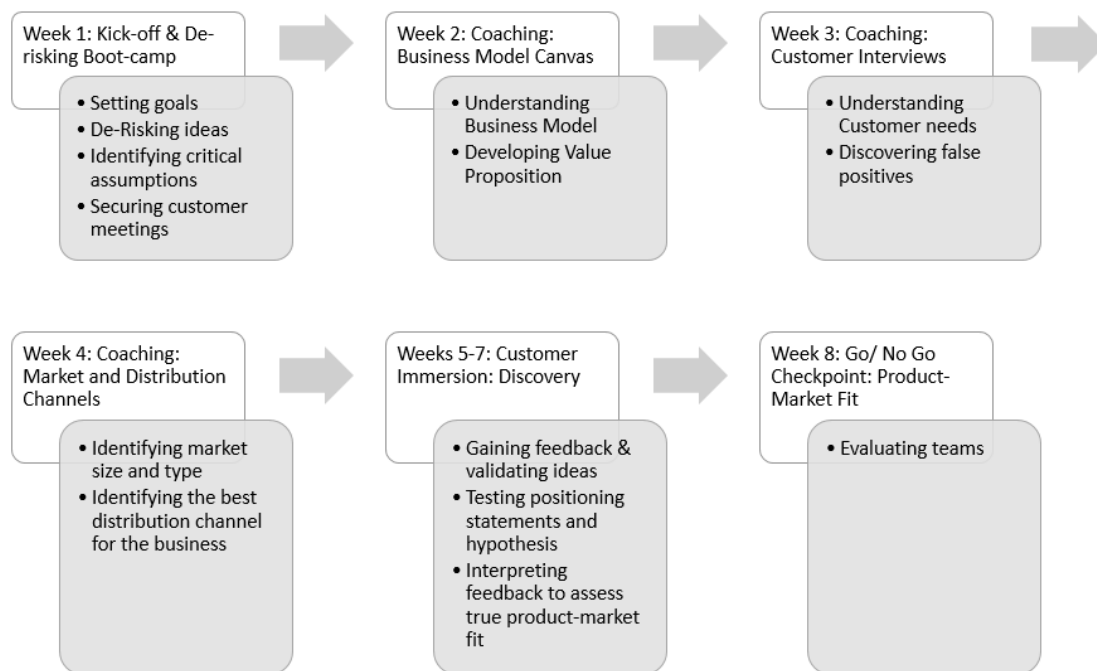 Week 1: Kick-off & De-
risking Boot-camp
• Setting goals
• De-Risking ideas
• Identifying critical
assumptions
• Securing customer
meetings
Week 2: Coaching:
Business Model Canvas
• Understanding
Business Model
• Developing Value
Proposition
Week 3: Coaching:
Customer Interviews
• Understanding
Customer needs
• Discovering false
positives
Week 4: Coaching:
Market and Distribution
Channels
• Identifying market
size and type
• Identifying the best
distribution channel
for the business
Weeks 5-7: Customer
Immersion: Discovery
• Gaining feedback &
validating ideas
• Testing positioning
statements and
hypothesis
• Interpreting
feedback to assess
true product-market
fit
Week 8: Go/ No Go
Checkpoint: Product-
Market Fit
• Evaluating teams